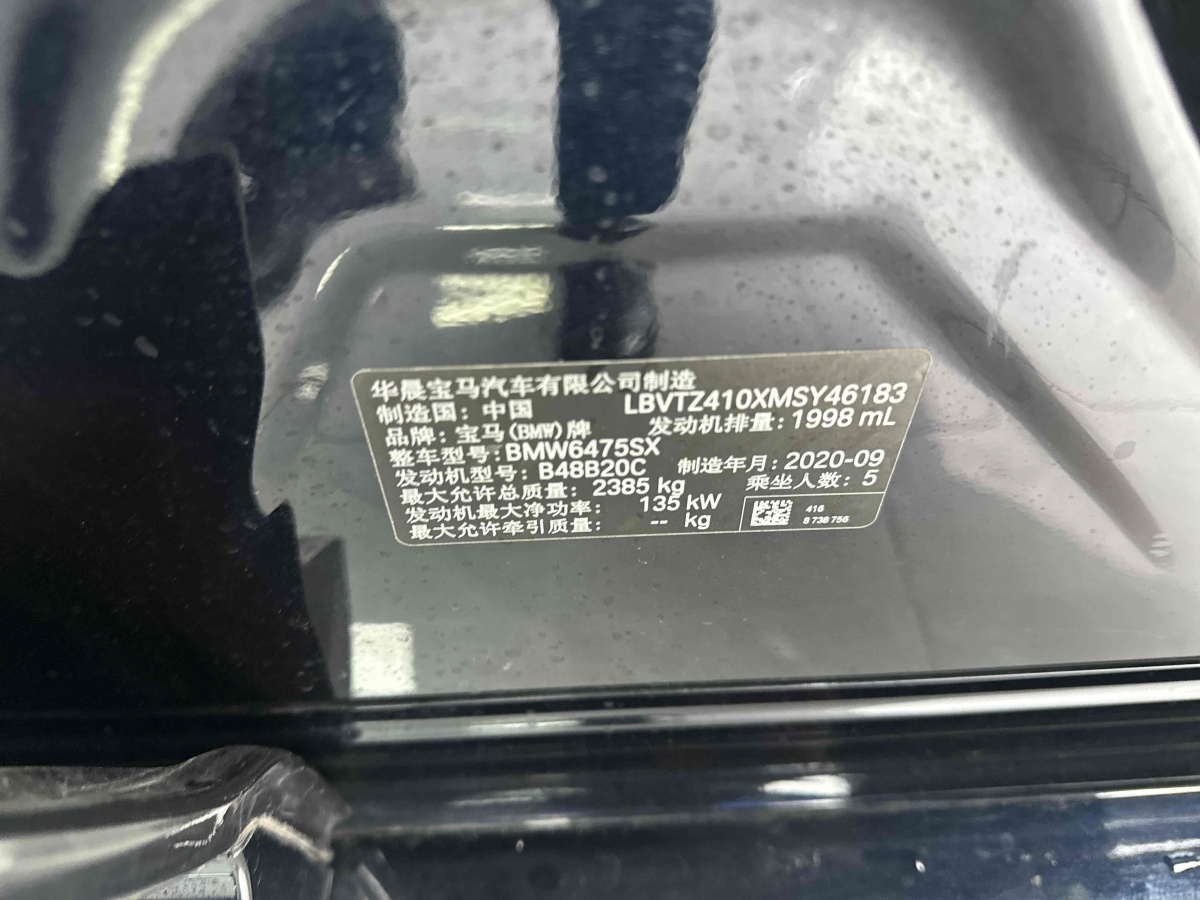 华晨宝马汽车有限公司制造
制造国: 中国 LBVTZ410XMSY46183
品牌: 宝马(BMW)牌 发动机排量: 1998 mL
整车型号: BMW6475SX
发动机型号: B48B20C 制造年月: 2020-09
最大允许总质量: 2385 kg 乘坐人数: 5
发动机最大净功率: 135 kW
最大允许牵引质量: -- kg
416
8 738 756